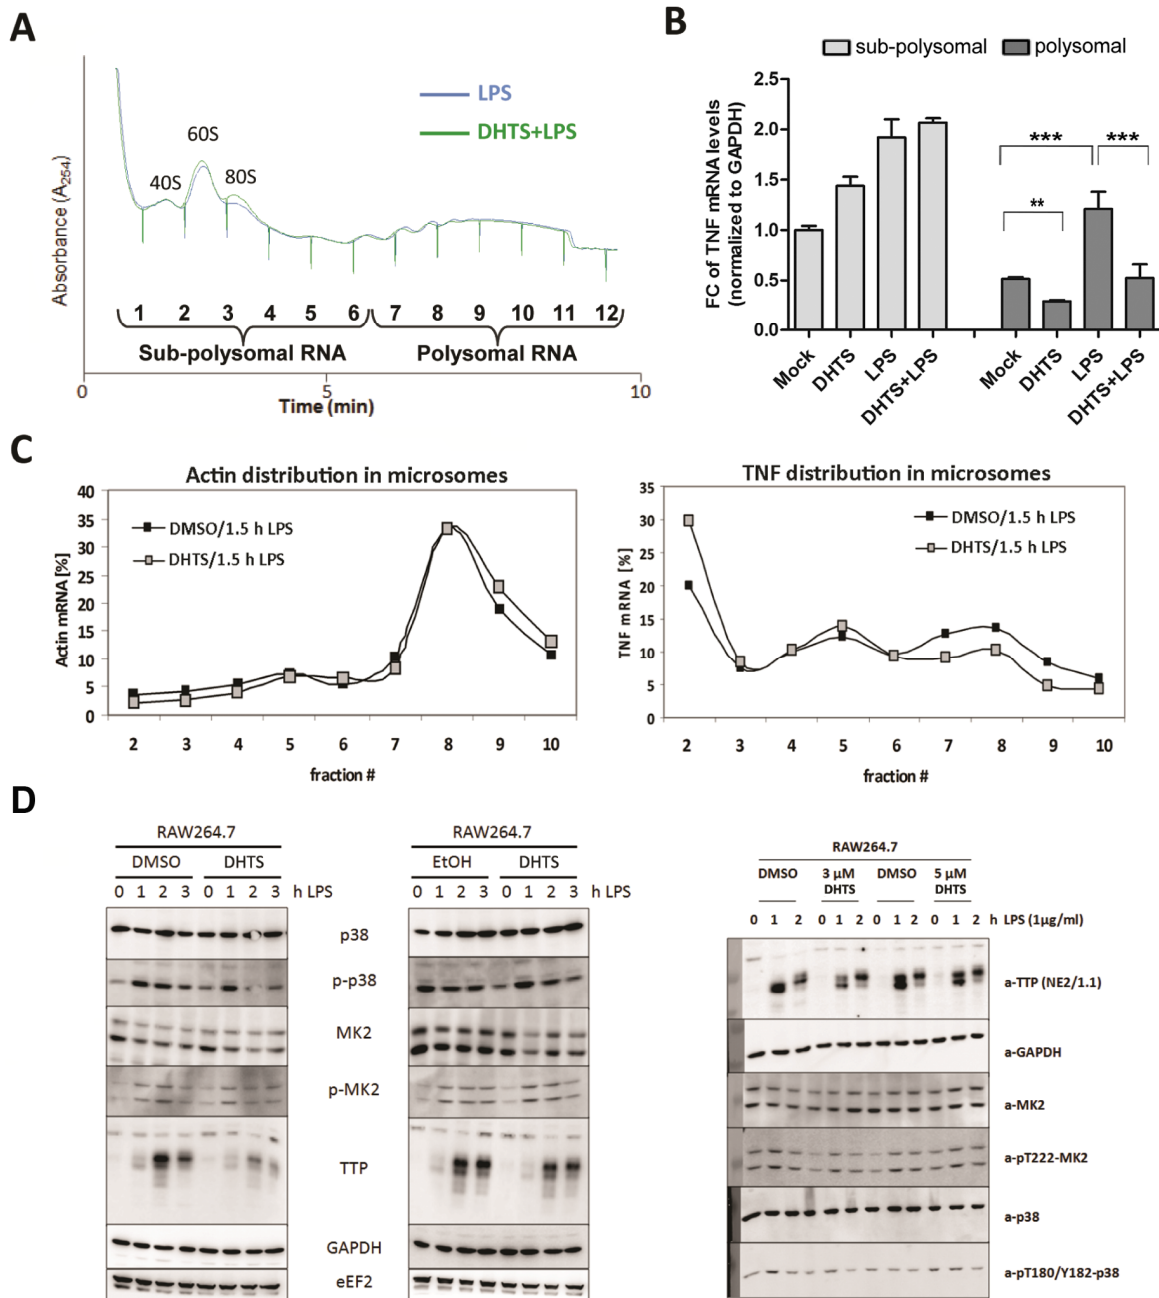 A
LPS
DHTS+LPS
60S
40S
80S
Absorbance (A254)
1 2 3 4 5 6 7 8 9 10 11 12
Sub-polysomal RNA
Polysomal RNA
0 5 10
Time (min)
B
sub-polysomal
polysomal
FC of TNF mRNA levels
(normalized to GAPDH)
2.5
2.0
1.5
1.0
0.5
0.0
***
***
**
Mock DHTS LPS DHTS+LPS Mock DHTS LPS DHTS+LPS
C
Actin distribution in microsomes
Actin mRNA [%]
40
35
30
25
20
15
10
5
0
DMSO/1.5 h LPS
DHTS/1.5 h LPS
2 3 4 5 6 7 8 9 10
fraction #
TNF distribution in microsomes
TNF mRNA [%]
35
30
25
20
15
10
5
0
DMSO/1.5 h LPS
DHTS/1.5 h LPS
2 3 4 5 6 7 8 9 10
fraction #
D
RAW264.7
DMSO DHTS
0 1 2 3 0 1 2 3 h LPS
RAW264.7
EtOH DHTS
0 1 2 3 0 1 2 3 h LPS
p38
p-p38
MK2
p-MK2
TTP
GAPDH
eEF2
RAW264.7
DMSO 3 µM DHTS DMSO 5 µM DHTS
0 1 2 0 1 2 0 1 2 0 1 2 h LPS (1µg/ml)
a-TTP (NE2/1.1)
a-GAPDH
a-MK2
a-pT222-MK2
a-p38
a-pT180/Y182-p38